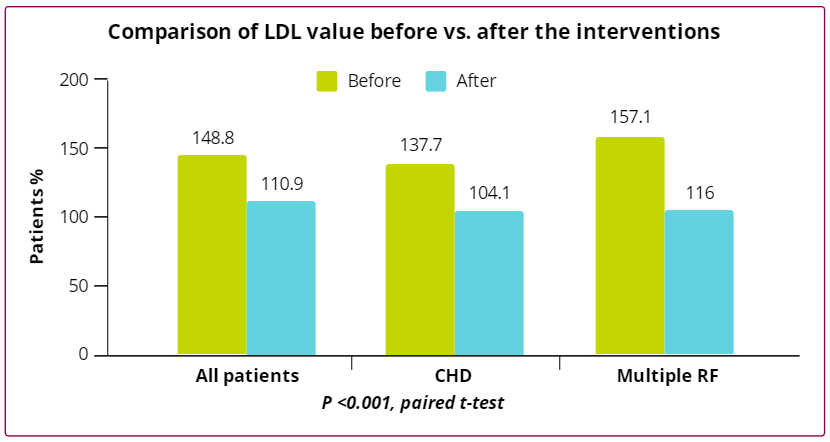 Comparison of LDL value before vs. after the interventions
Before After
Patients %
200
150
100
50
0
148.8
110.9
137.7
104.1
157.1
116
All patients CHD Multiple RF
P <0.001, paired t-test